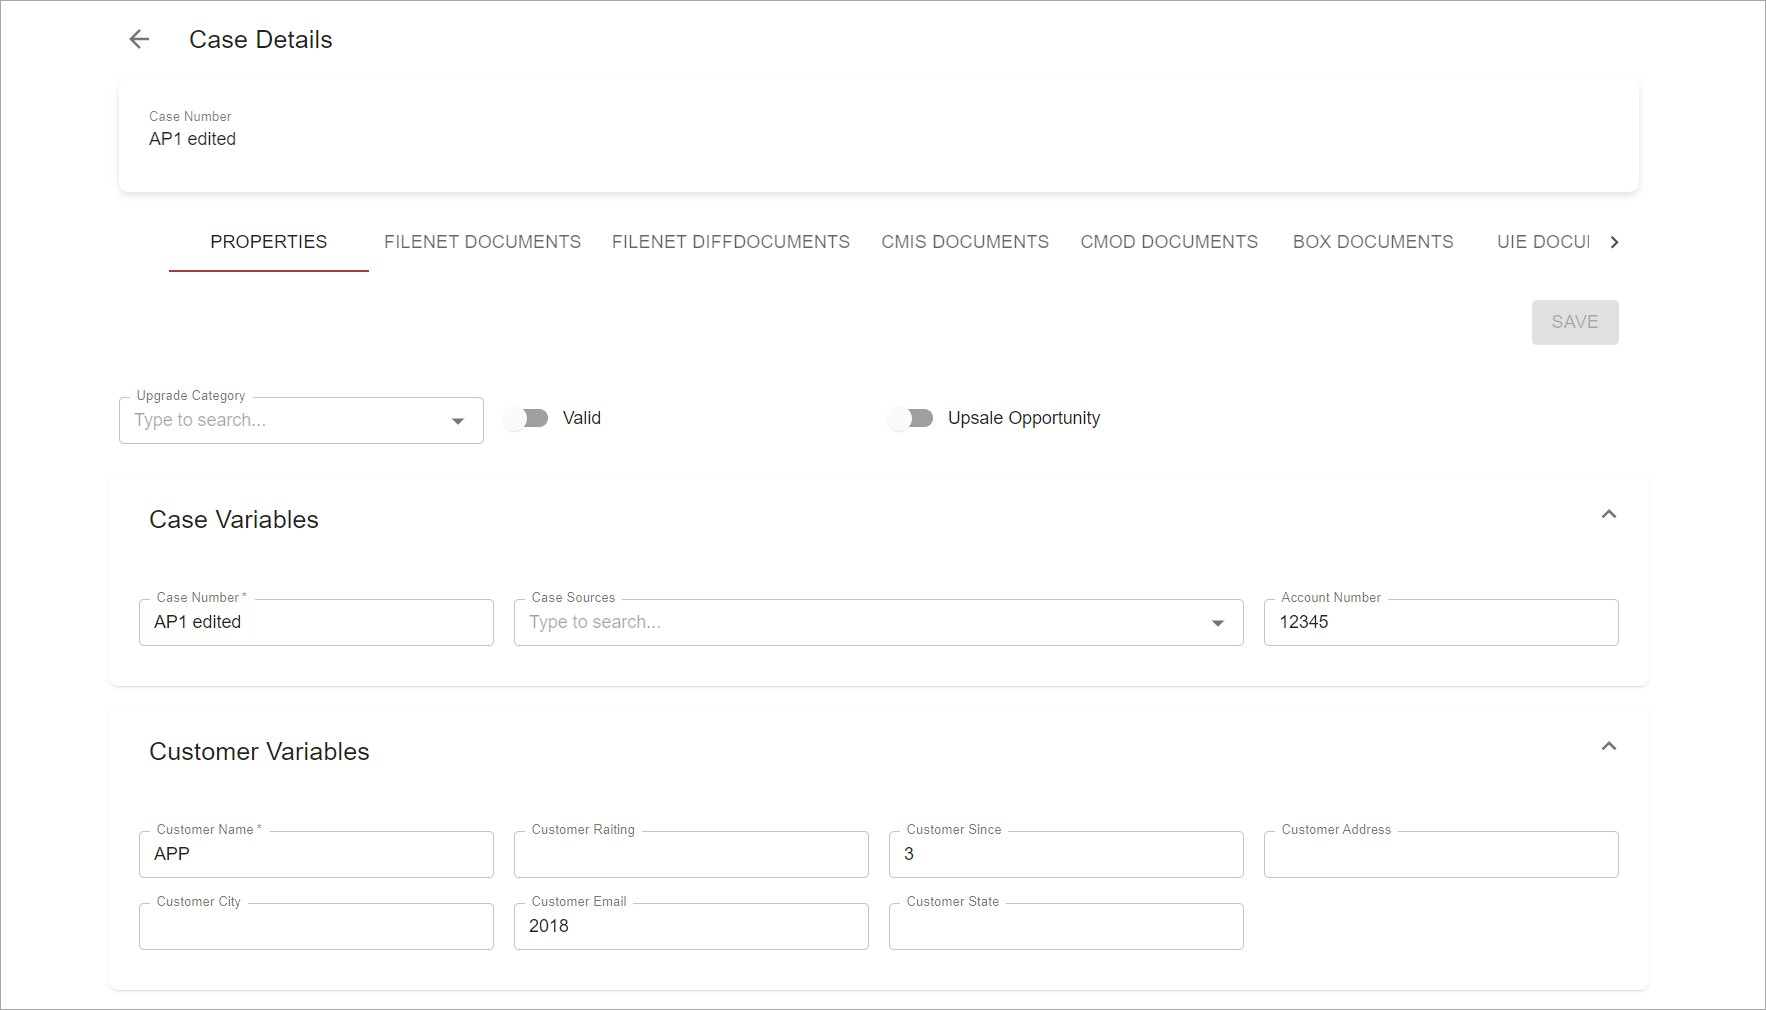 Case Details
Case Number
AP1 edited
PROPERTIES FILENET DOCUMENTS FILENET DIFFDOCUMENTS CMIS DOCUMENTS CMOD DOCUMENTS BOX DOCUMENTS UIE DOCUI
SAVE
Upgrade Category
Type to search... Valid Upsale Opportunity
Case Variables
Case Number * Case Sources Account Number
AP1 edited Type to search... 12345
Customer Variables
Customer Name * Customer Raiting Customer Since Customer Address
APP 3
Customer City Customer Email Customer State
2018